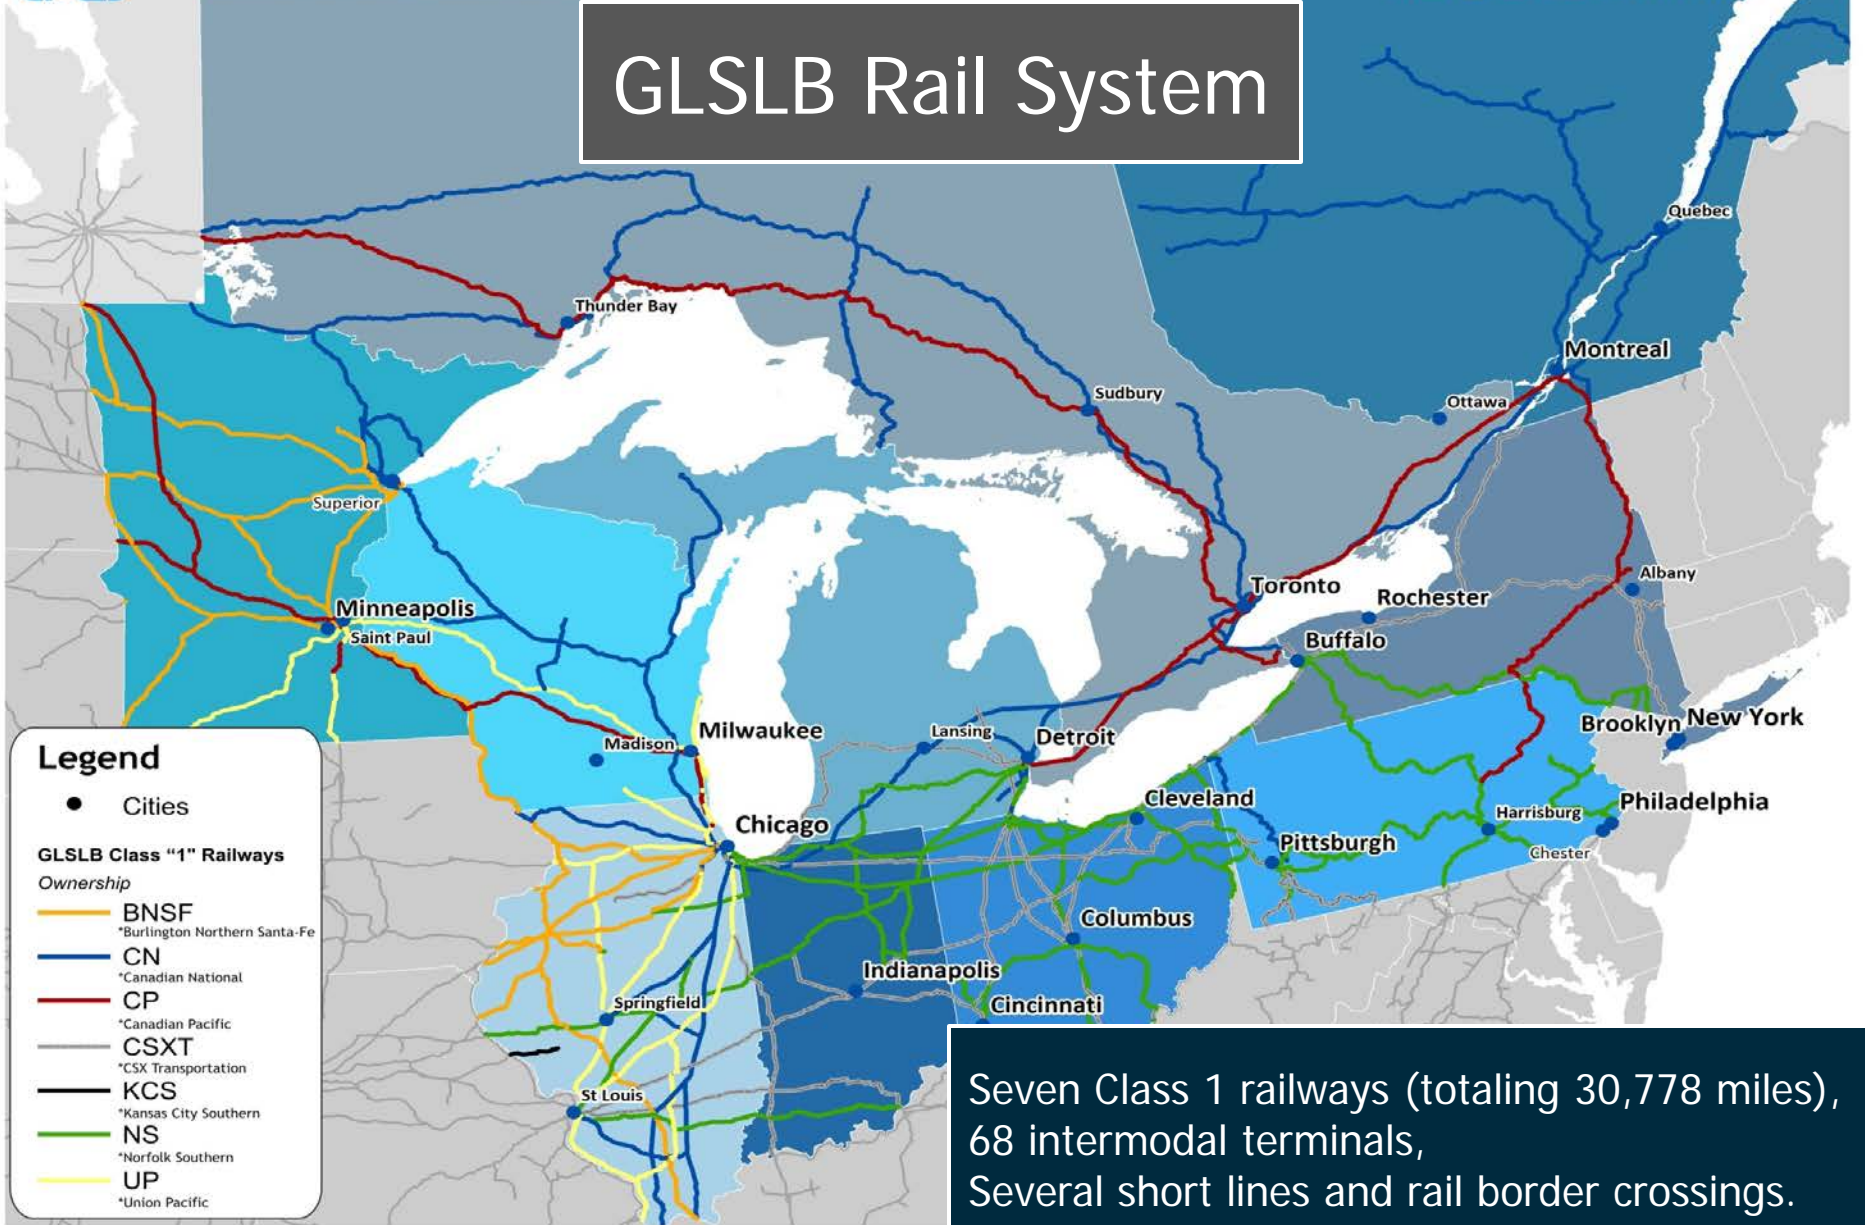 GLSLB Rail System
Quebec
Thunder Bay
Montreal
Sudbury
Ottawa
Superior
Toronto
Albany
Rochester
Minneapolis
Saint Paul
Buffalo
Milwaukee
Lansing
Detroit
Madison
Brooklyn
New York
Cleveland
Philadelphia
Harrisburg
Chicago
Pittsburgh
Chester
Columbus
Indianapolis
Cincinnati
Springfield
St Louis
Legend
Cities
GLSLB Class "1" Railways
Ownership
BNSF
*Burlington Northern Santa-Fe
CN
*Canadian National
CP
*Canadian Pacific
CSXT
*CSX Transportation
KCS
*Kansas City Southern
NS
*Norfolk Southern
UP
*Union Pacific
Seven Class 1 railways (totaling 30,778 miles),
68 intermodal terminals,
Several short lines and rail border crossings.